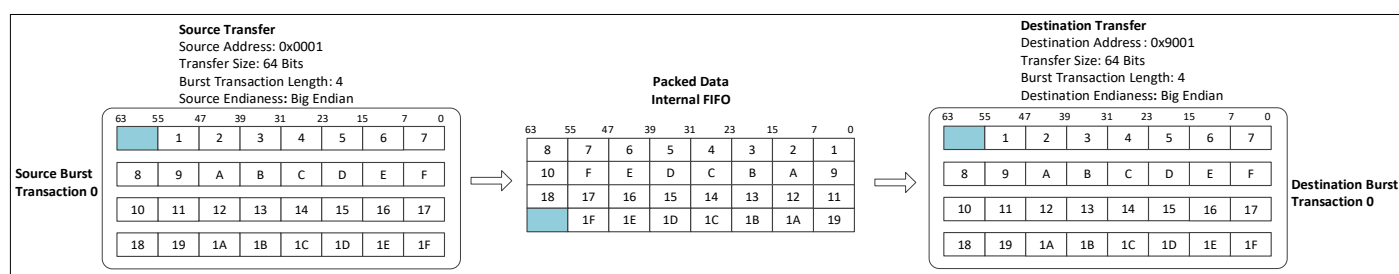 Source Transfer
Source Address: 0x0001
Transfer Size: 64 Bits
Burst Transaction Length: 4
Source Endianess: Big Endian
63 55 47 39 31 23 15 7 0
1 2 3 4 5 6 7
8 9 A B C D E F
10 11 12 13 14 15 16 17
18 19 1A 1B 1C 1D 1E 1F
Source Burst
Transaction 0
Packed Data
Internal FIFO
63 55 47 39 31 23 15 7 0
8 7 6 5 4 3 2 1
10 F E D C B A 9
18 17 16 15 14 13 12 11
1F 1E 1D 1C 1B 1A 19
Destination Transfer
Destination Address : 0x9001
Transfer Size: 64 Bits
Burst Transaction Length: 4
Destination Endianess: Big Endian
63 55 47 39 31 23 15 7 0
1 2 3 4 5 6 7
8 9 A B C D E F
10 11 12 13 14 15 16 17
18 19 1A 1B 1C 1D 1E 1F
Destination Burst
Transaction 0